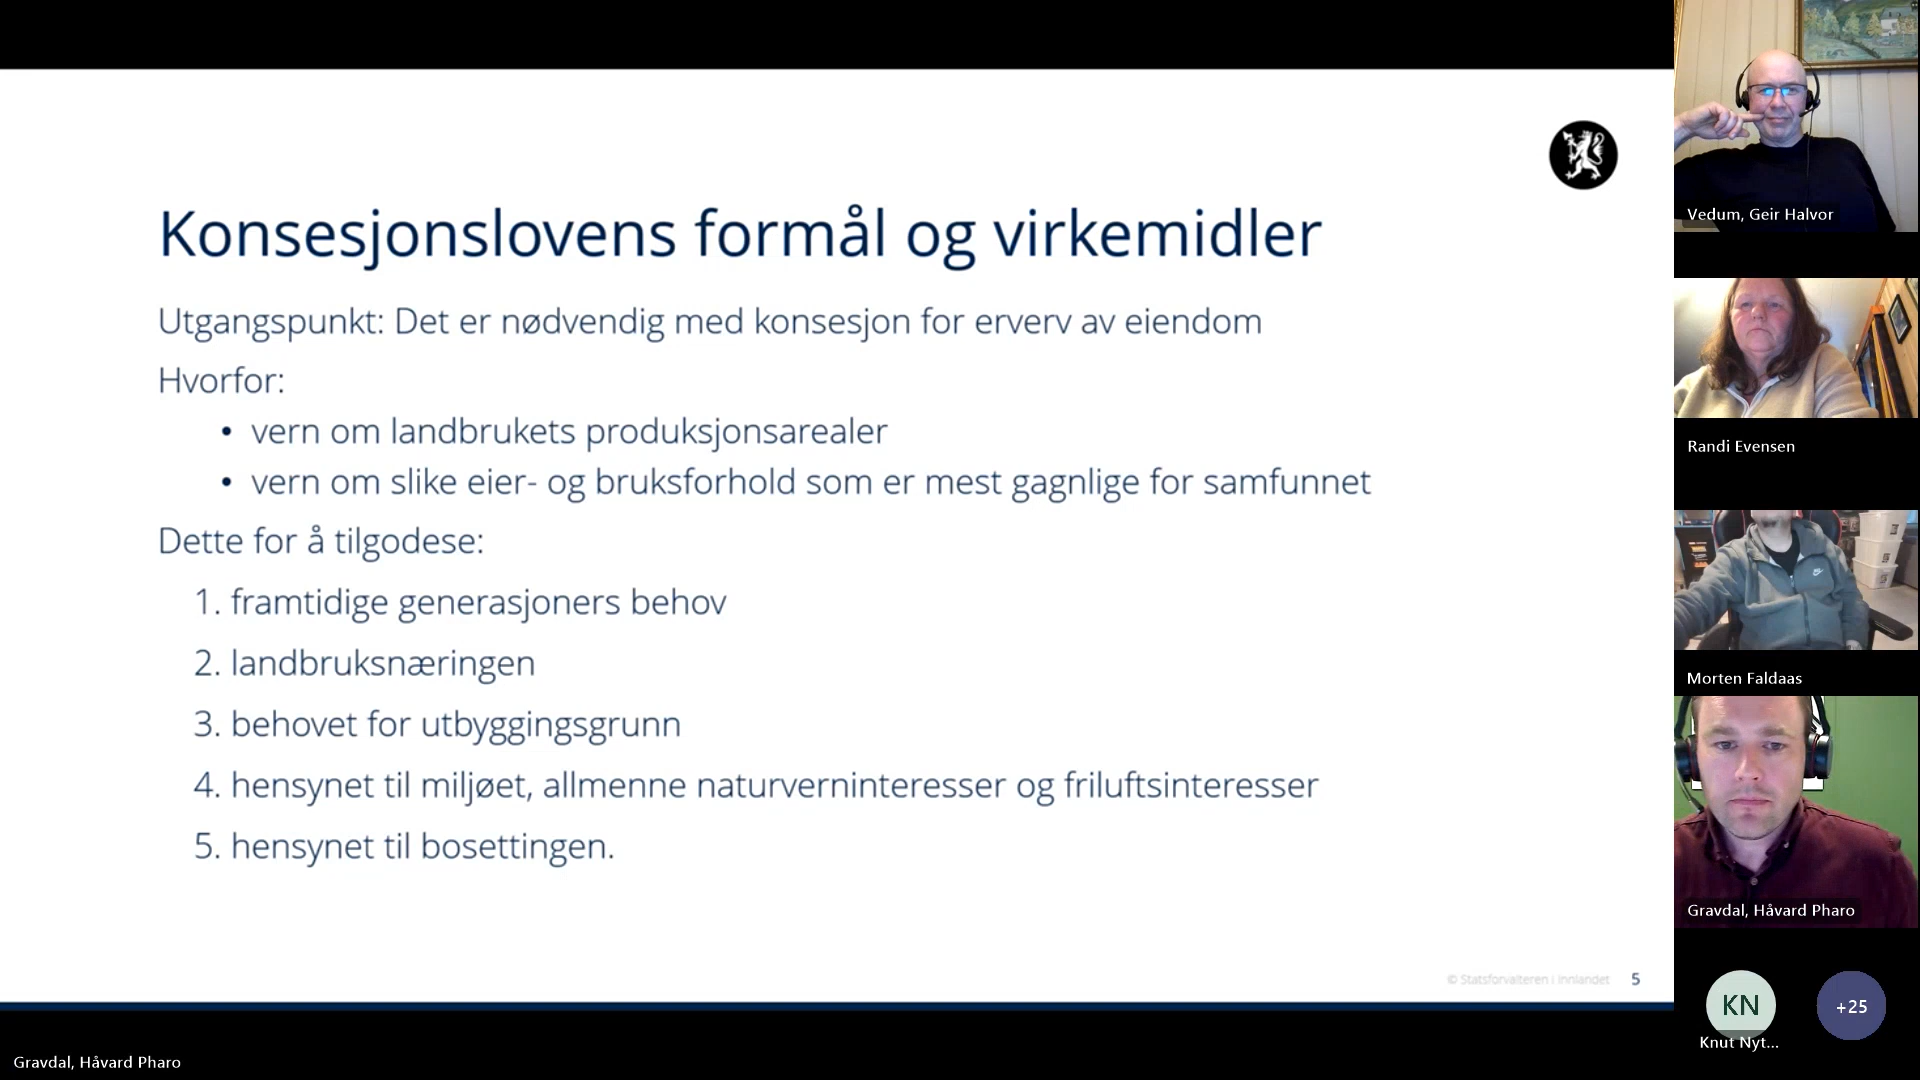 Konsesjonslovens formål og virkemidler
Utgangspunkt: Det er nødvendig med konsesjon for erverv av eiendom
Hvorfor:
• vern om landbrukets produksjonsarealer
• vern om slike eier- og bruksforhold som er mest gagnlige for samfunnet
Dette for å tilgodese:
1. framtidige generasjoners behov
2. landbruksnæringen
3. behovet for utbyggingsgrunn
4. hensynet til miljøet, allmenne naturverninteresser og friluftsinteresser
5. hensynet til bosettingen.
© Statsforvalteren i Innlandet 5
Gravdal, Håvard Pharo
Vedum, Geir Halvor
Randi Evensen
Morten Faldaas
Gravdal, Håvard Pharo
KN
+25
Knut Nyt...